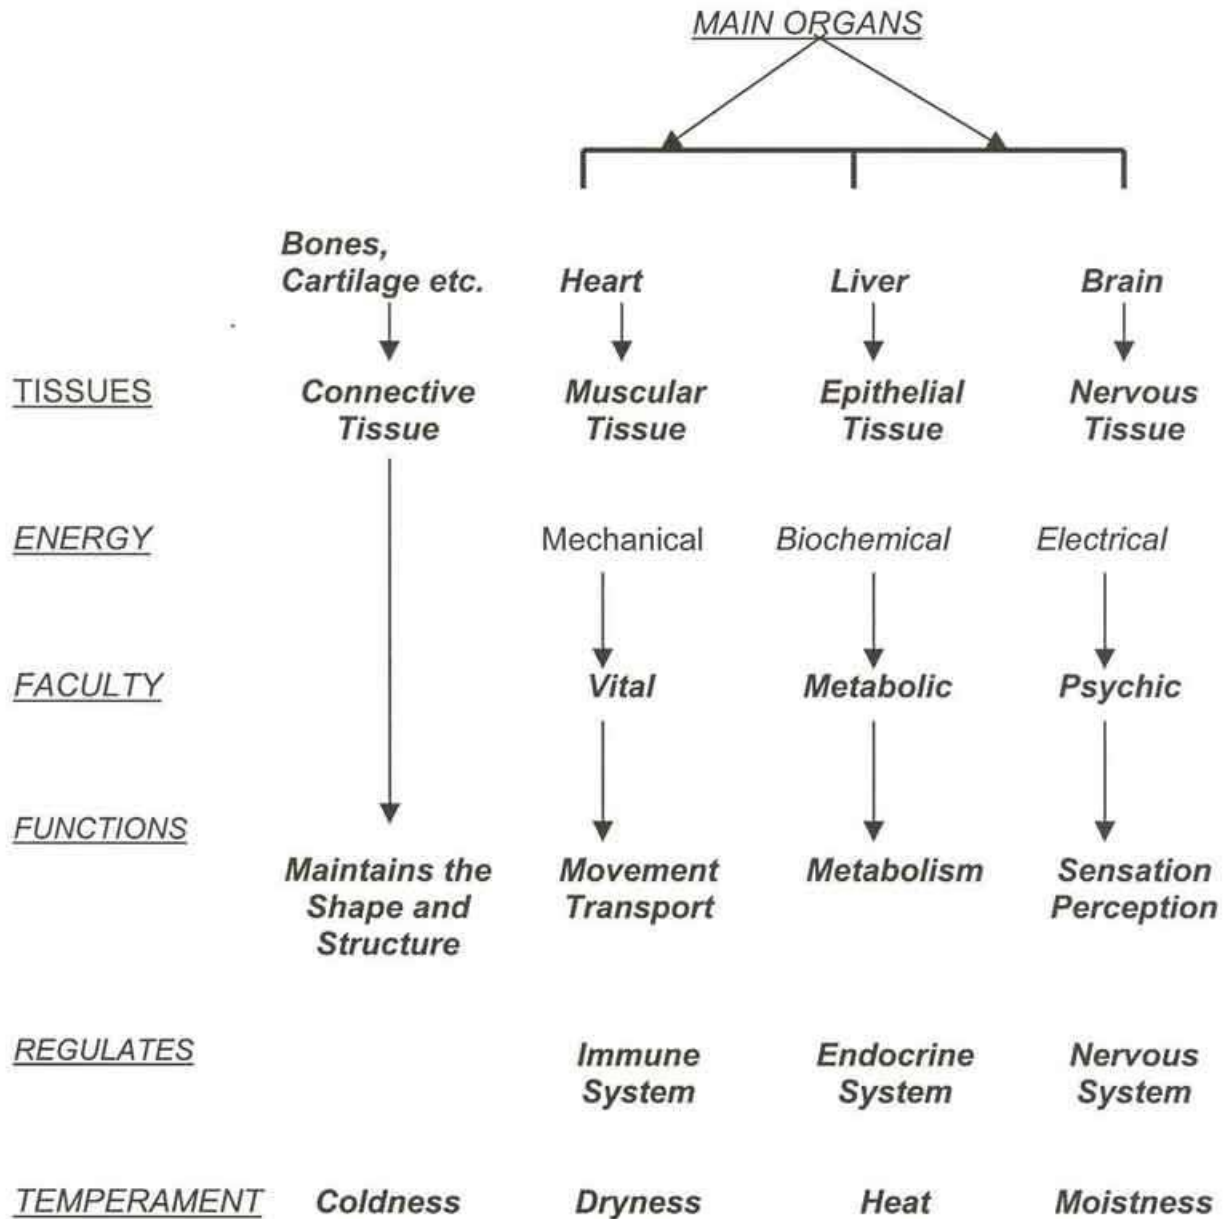 MAIN ORGANS
Bones,
Cartilage etc. Heart Liver Brain
TISSUES Connective Muscular Epithelial Nervous
Tissue Tissue Tissue Tissue
ENERGY Mechanical Biochemical Electrical
FACULTY Vital Metabolic Psychic
FUNCTIONS
Maintains the Movement Metabolism Sensation
Shape and Transport Perception
Structure
REGULATES Immune Endocrine Nervous
System System System
TEMPERAMENT Coldness Dryness Heat Moistness